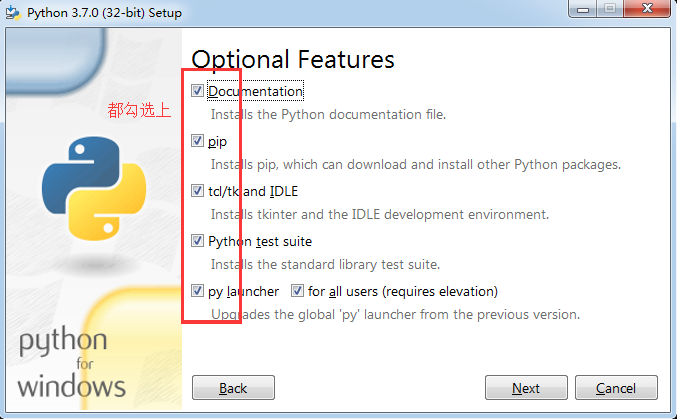 Python 3.7.0 (32-bit) Setup
Optional Features
都勾选上
Documentation
Installs the Python documentation file.
pip
Installs pip, which can download and install other Python packages.
tcl/tk and IDLE
Installs tkinter and the IDLE development environment.
Python test suite
Installs the standard library test suite.
py launcher for all users (requires elevation)
Upgrades the global 'py' launcher from the previous version.
python
for
windows
Back Next Cancel